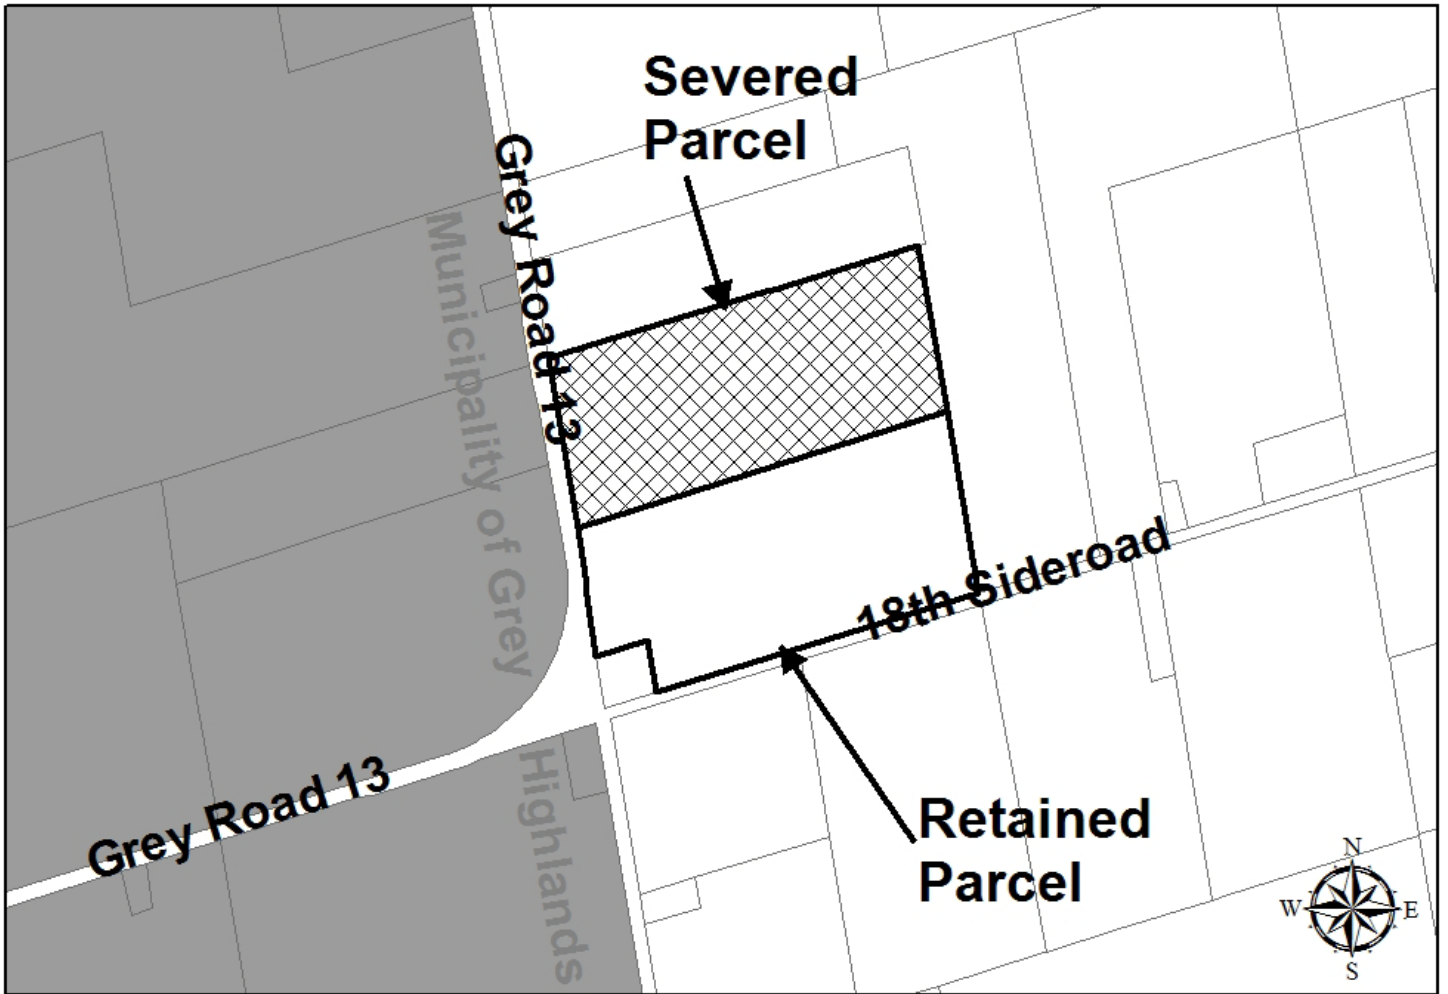 Severed
Parcel
Grey Road 13
Municipality of Grey
18th Sideroad
Grey Road 13
Highlands
Retained
Parcel
N
W
E
S